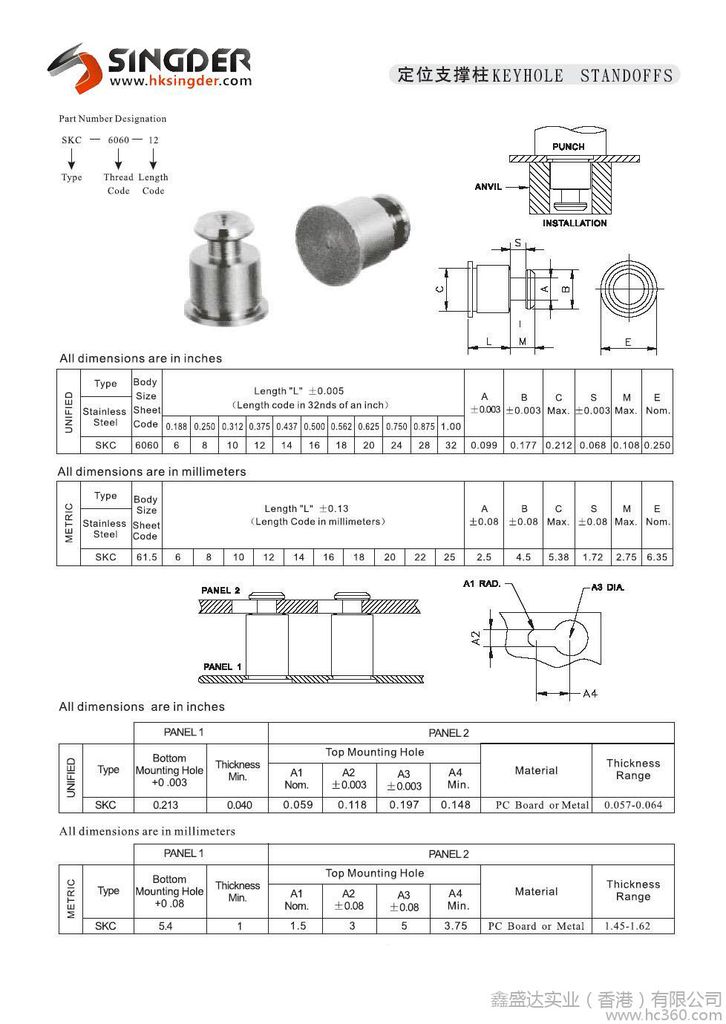 SINGDER
www.hksingder.com
定位支撑柱KEYHOLE STANDOFFS
Part Number Designation
SKC — 6060 — 12
Type Thread Code Length Code
PUNCH
ANVIL
INSTALLATION
S
C A B
L M E
I
All dimensions are in inches
UNIFIED
Type Body Size Sheet Code Length "L" ±0.005 A ±0.003 B ±0.003 C Max. S ±0.003 M Max. E Nom.
(Length code in 32nds of an inch)
Stainless Steel 0.188 0.250 0.312 0.375 0.437 0.500 0.562 0.625 0.750 0.875 1.00
SKC 6060 6 8 10 12 14 16 18 20 24 28 32 0.099 0.177 0.212 0.068 0.108 0.250
All dimensions are in millimeters
METRIC
Type Body Size Sheet Code Length "L" ±0.13 A ±0.08 B ±0.08 C Max. S ±0.08 M Max. E Nom.
Stainless Steel (Length Code in millimeters)
SKC 61.5 6 8 10 12 14 16 18 20 22 25 2.5 4.5 5.38 1.72 2.75 6.35
PANEL 2
PANEL 1
A1 RAD. A3 DIA.
A2
A4
All dimensions are in inches
PANEL 1 PANEL 2
UNIFIED
Type Bottom Mounting Hole +0 .003 Thickness Min. Top Mounting Hole Material Thickness Range
A1 Nom. A2 ±0.003 A3 ±0.003 A4 Min.
SKC 0.213 0.040 0.059 0.118 0.197 0.148 PC Board or Metal 0.057-0.064
All dimensions are in millimeters
PANEL 1 PANEL 2
METRIC
Type Bottom Mounting Hole +0 .08 Thickness Min. Top Mounting Hole Material Thickness Range
A1 Nom. A2 ±0.08 A3 ±0.08 A4 Min.
SKC 5.4 1 1.5 3 5 3.75 PC Board or Metal 1.45-1.62
鑫盛达实业（香港）有限公司
www.hc360.com